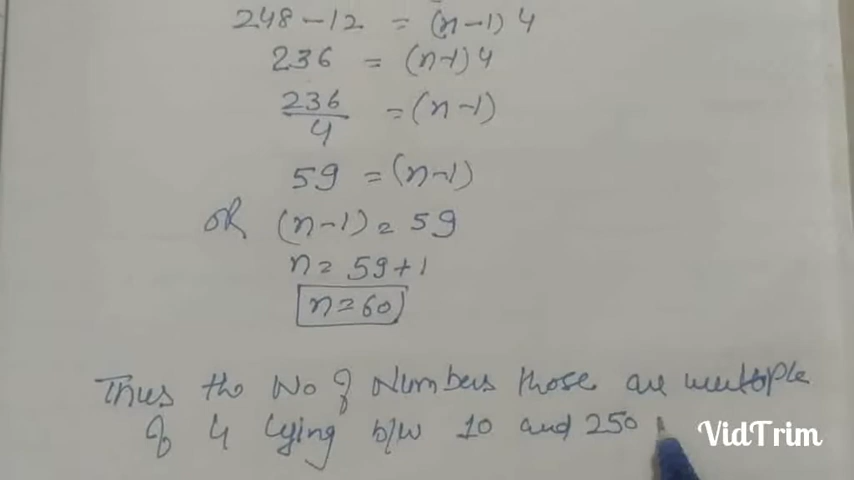 248 - 12 = (n-1) 4
236 = (n-1) 4
236/4 = (n-1)
59 = (n-1)
OR (n-1) = 59
n = 59+1
n = 60
Thus the No of Numbers those are multiple
of 4 lying b/w 10 and 250
VidTrim